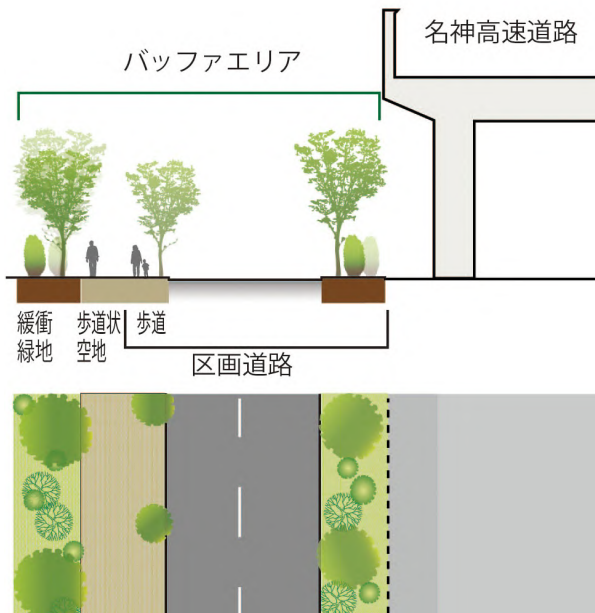 名神高速道路
バッファエリア
緩衝
緑地
歩道状
空地
歩道
区画道路